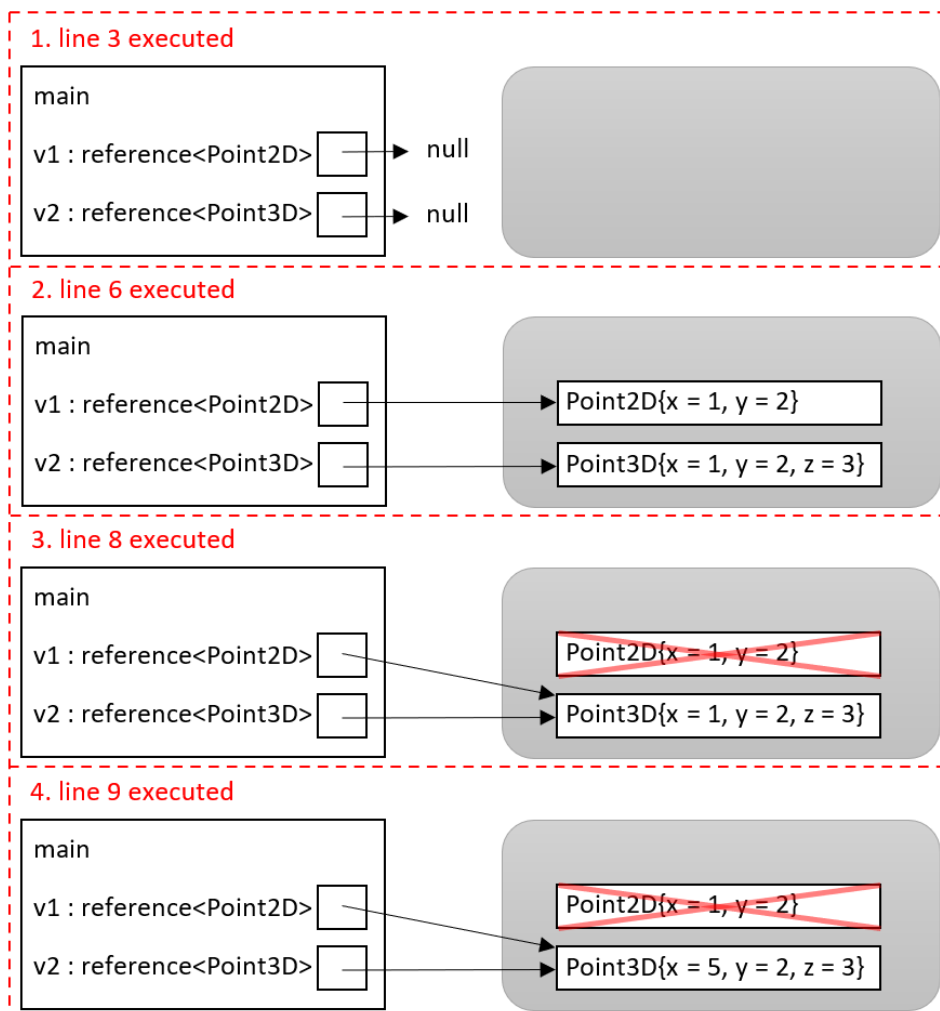 1. line 3 executed
main
v1 : reference<Point2D> null
v2 : reference<Point3D> null
2. line 6 executed
main
v1 : reference<Point2D> Point2D{x = 1, y = 2}
v2 : reference<Point3D> Point3D{x = 1, y = 2, z = 3}
3. line 8 executed
main
v1 : reference<Point2D> Point2D{x = 1, y = 2}
v2 : reference<Point3D> Point3D{x = 1, y = 2, z = 3}
4. line 9 executed
main
v1 : reference<Point2D> Point2D{x = 1, y = 2}
v2 : reference<Point3D> Point3D{x = 5, y = 2, z = 3}